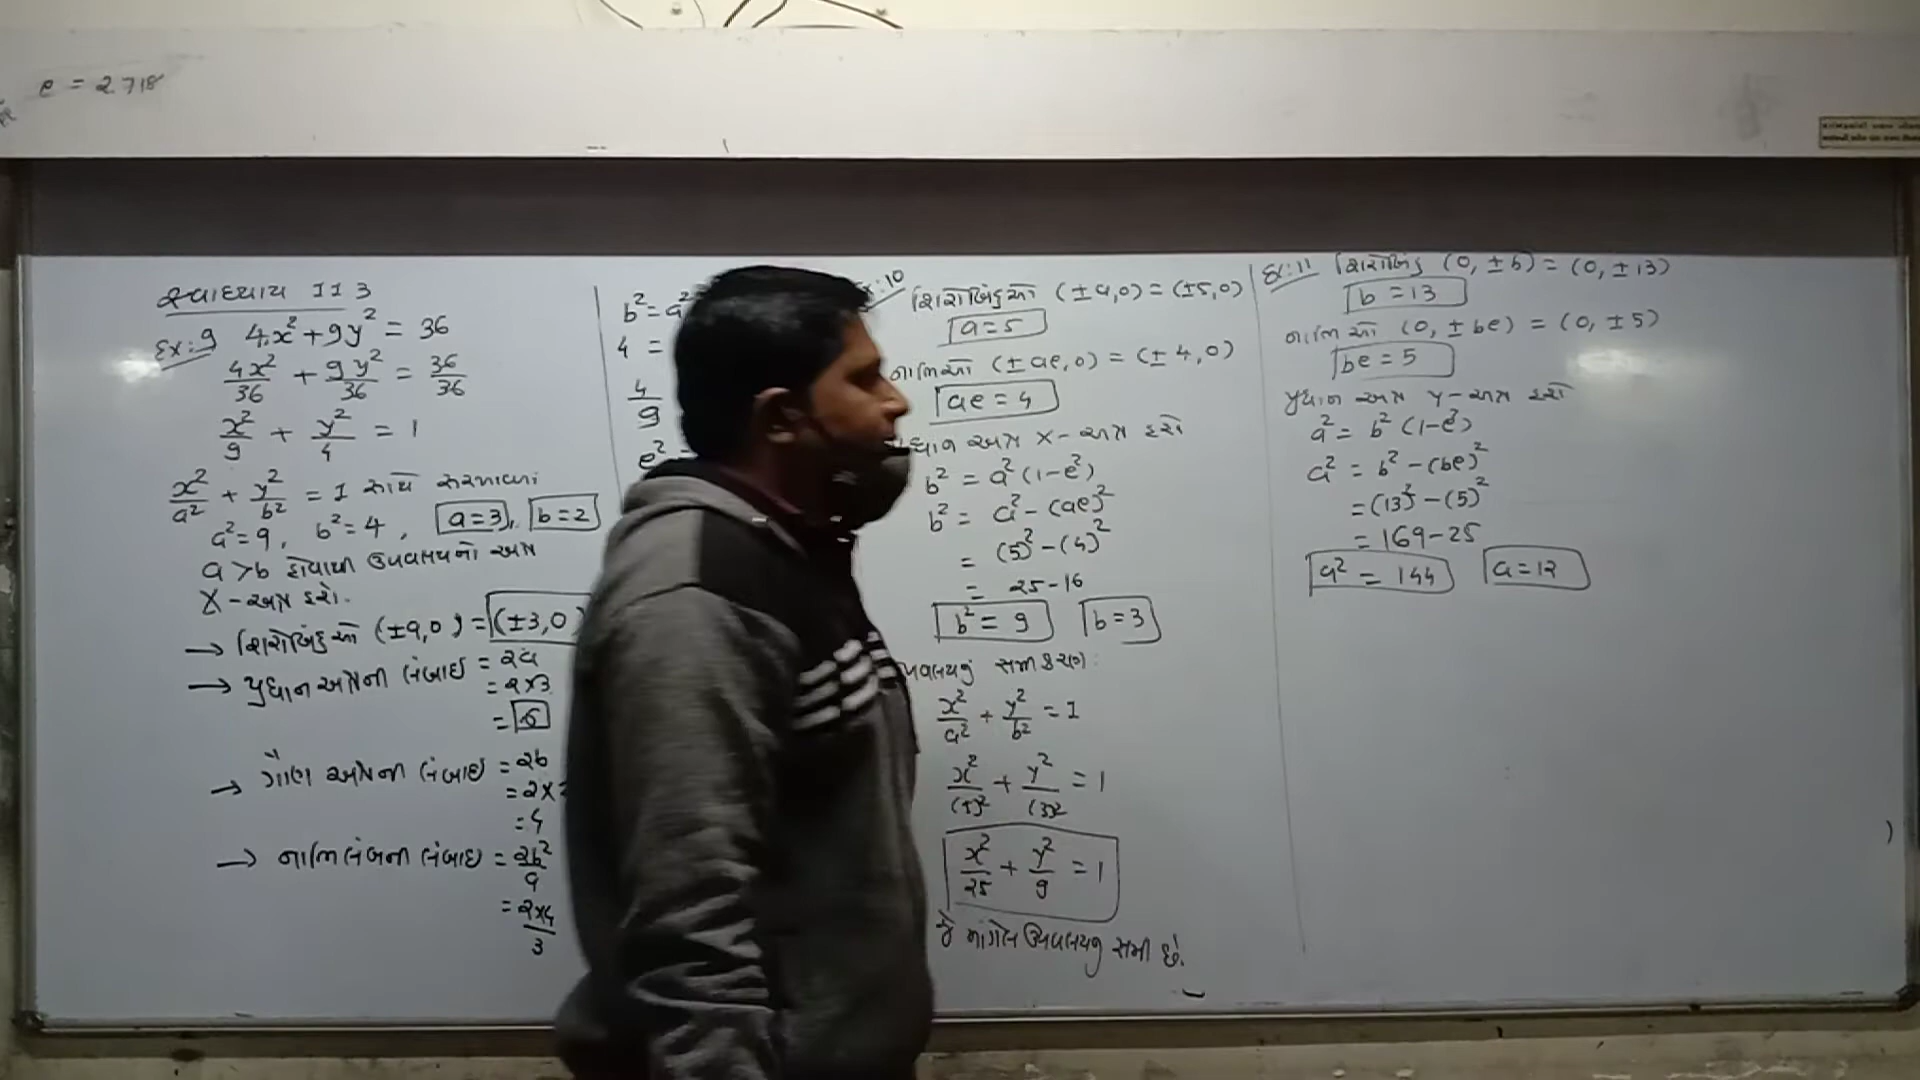 e = 2.718
સ્વાધ્યાય 11 3
Ex:9 4x² + 9y² = 36
4x²/36 + 9y²/36 = 36/36
x²/9 + y²/4 = 1
x²/a² + y²/b² = 1 સાથે સરખાવતાં
a² = 9, b² = 4, a = 3, b = 2
a > b હોવાથી ઉપવલયનો અક્ષ
X - અક્ષ હશે.
→ શિરોબિંદુઓ (±a,0) = (±3,0
→ પ્રધાન અક્ષની લંબાઈ = 2a
= 2×3
= 6
→ ગૌણ અક્ષની લંબાઈ = 2b
= 2×
= 4
→ નાભિલંબની લંબાઈ = 2b²/a
= 2×4/3
b² = a²
4 =
4/9
e²
:10 શિરોબિંદુઓ (±a,0) = (±5,0)
a = 5
નાભિઓ (±ae,0) = (±4,0)
ae = 4
ધાન અક્ષ X - અક્ષ હશે
b² = a²(1-e²)
b² = a² - (ae)²
= (5)² - (4)²
= 25-16
b² = 9 b = 3
પવલયનું સમીકરણ:
x²/a² + y²/b² = 1
x²/(5)² + y²/(3)² = 1
x²/25 + y²/9 = 1
જે માંગેલ ઉપવલયનું સમી છે.
Ex:11 શિરોબિંદુ (0, ±b) = (0, ±13)
b = 13
નાભિઓ (0, ±be) = (0, ±5)
be = 5
પ્રધાન અક્ષ Y - અક્ષ હશે
a² = b²(1-e²)
a² = b² - (be)²
= (13)² - (5)²
= 169-25
a² = 144 a = 12